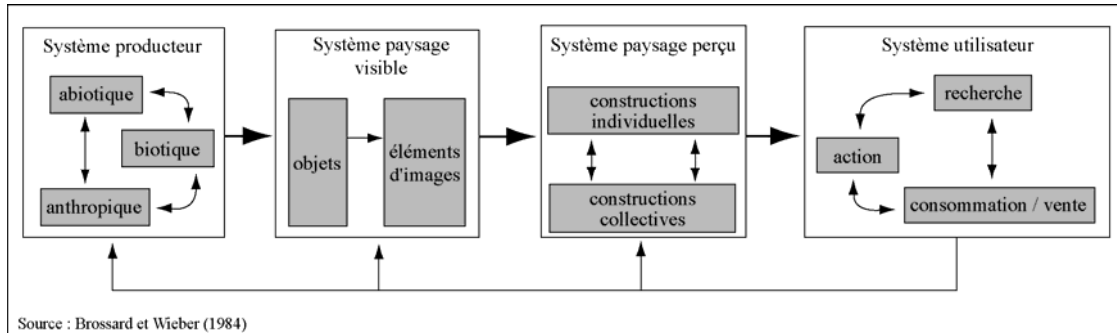 Système producteur
abiotique
biotique
anthropique
Système paysage
visible
objets
éléments
d'images
Système paysage perçu
constructions
individuelles
constructions
collectives
Système utilisateur
recherche
action
consommation / vente
Source : Brossard et Wieber (1984)